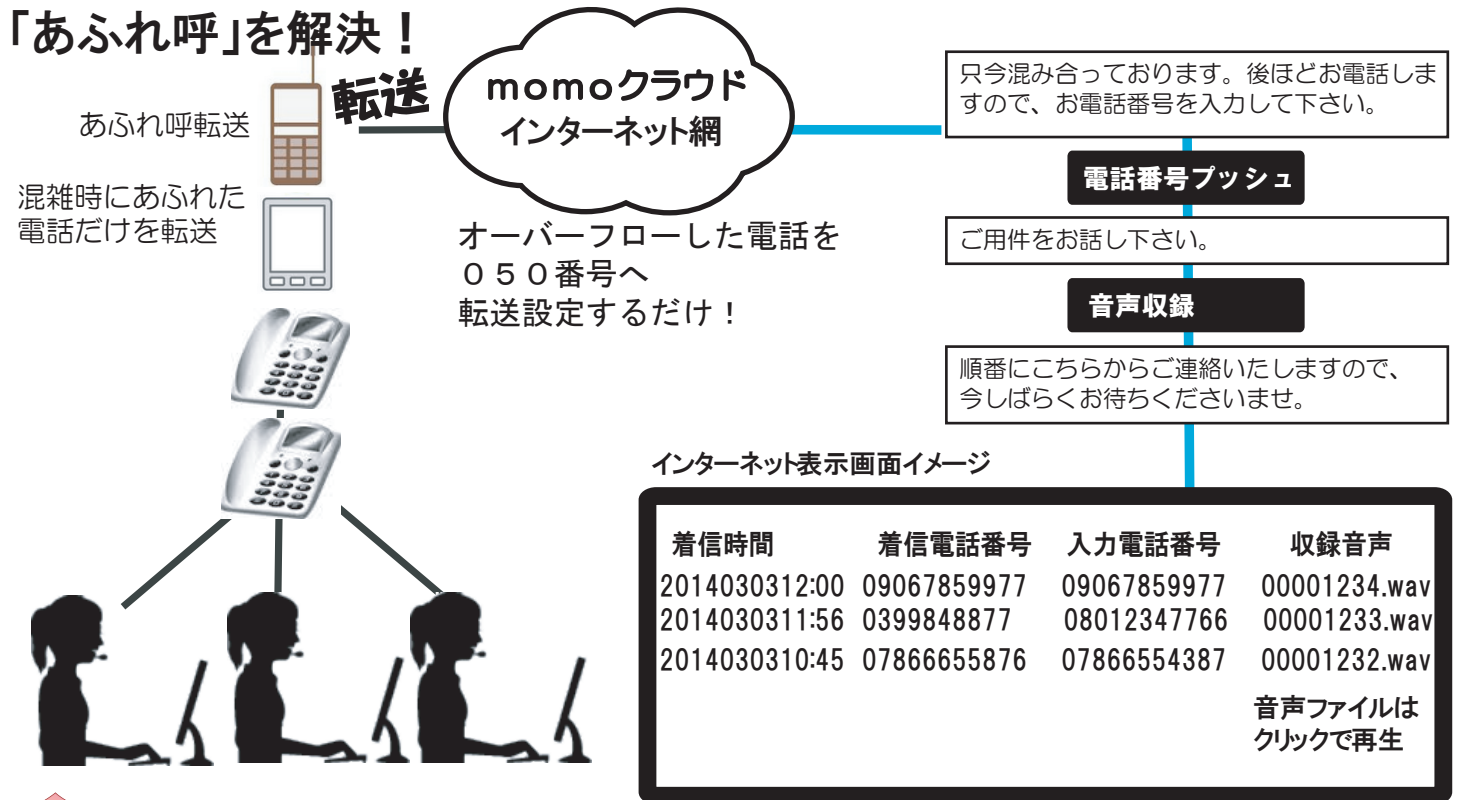 「あふれ呼」を解決！
転送
あふれ呼転送
混雑時にあふれた
電話だけを転送
momoクラウド
インターネット網
オーバーフローした電話を
０５０番号へ
転送設定するだけ！
只今混み合っております。後ほどお電話しま
すので、お電話番号を入力して下さい。
電話番号プッシュ
ご用件をお話し下さい。
音声収録
順番にこちらからご連絡いたしますので、
今しばらくお待ちくださいませ。
インターネット表示画面イメージ
着信時間 着信電話番号 入力電話番号 収録音声
2014030312:00 09067859977 09067859977 00001234.wav
2014030311:56 0399848877 08012347766 00001233.wav
2014030310:45 07866655876 07866554387 00001232.wav
音声ファイルは
クリックで再生